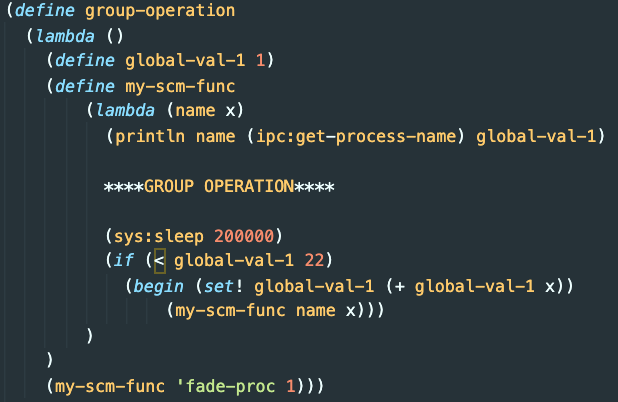 (define group-operation
(lambda ()
(define global-val-1 1)
(define my-scm-func
(lambda (name x)
(println name (ipc:get-process-name) global-val-1)
****GROUP OPERATION****
(sys:sleep 200000)
(if (< global-val-1 22)
(begin (set! global-val-1 (+ global-val-1 x))
(my-scm-func name x)))
)
)
(my-scm-func 'fade-proc 1)))